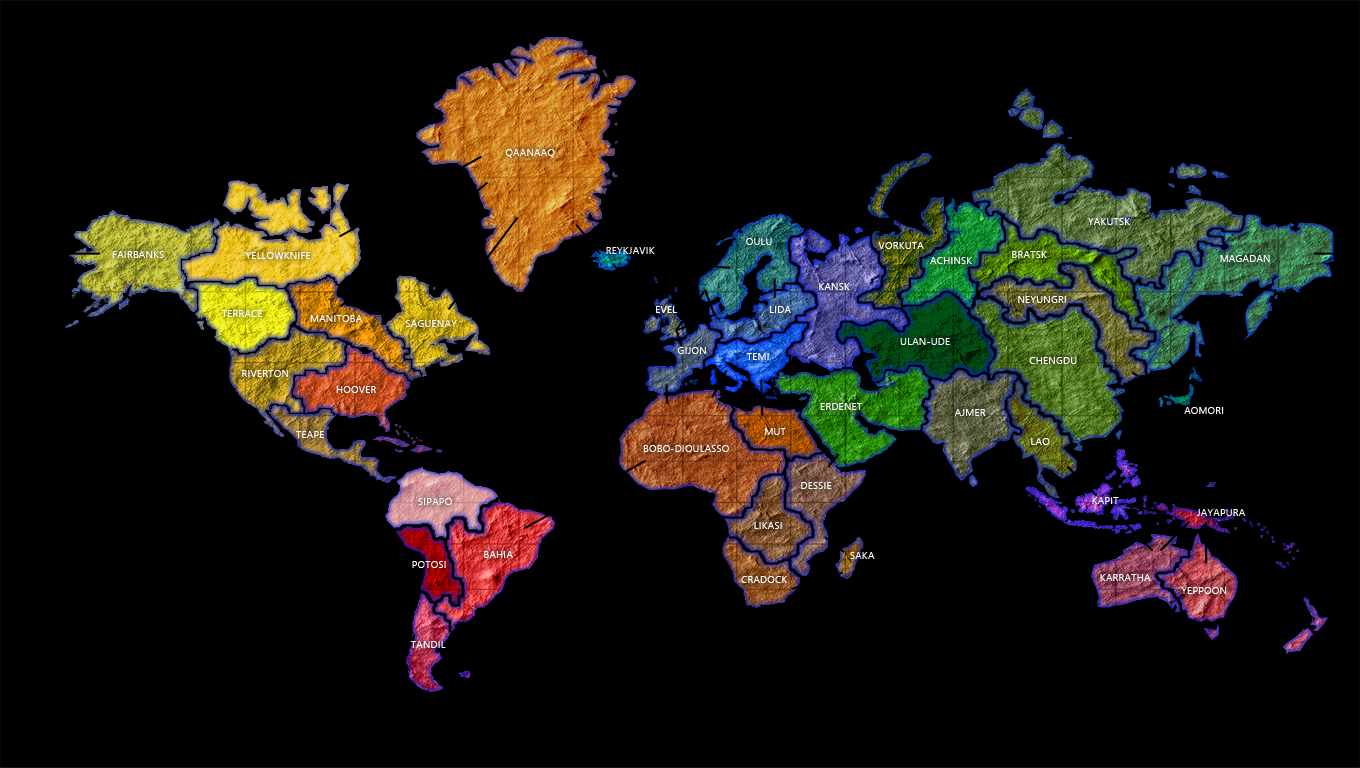 QAANAAQ
YAKUTSK
OULU
VORKUTA
REYKJAVIK
FAIRBANKS
YELLOWKNIFE
BRATSK
ACHINSK
MAGADAN
KANSK
NEYUNGRI
EVEL
LIDA
TERRACE
MANITOBA
SAGUENAY
ULAN-UDE
GIJON
TEMI
CHENGDU
RIVERTON
HOOVER
ERDENET
AJMER
AOMORI
TEAPE
MUT
LAO
BOBO-DIOULASSO
DESSIE
SIPAPO
KAPIT
JAYAPURA
LIKASI
BAHIA
SAKA
POTOSI
CRADOCK
KARRATHA
YEPPOON
TANDIL